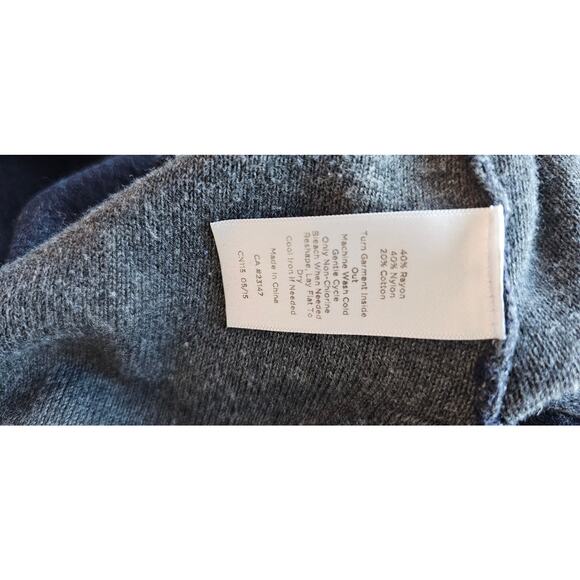 40% Rayon
40% Nylon
20% Cotton
Turn Garment Inside
Out
Machine Wash Cold
Gentle Cycle
Only Non-Chlorine
Bleach When Needed
Reshape, Lay Flat To
Dry
Cool Iron If Needed
Made In China
CA #23147
CN115 05/15